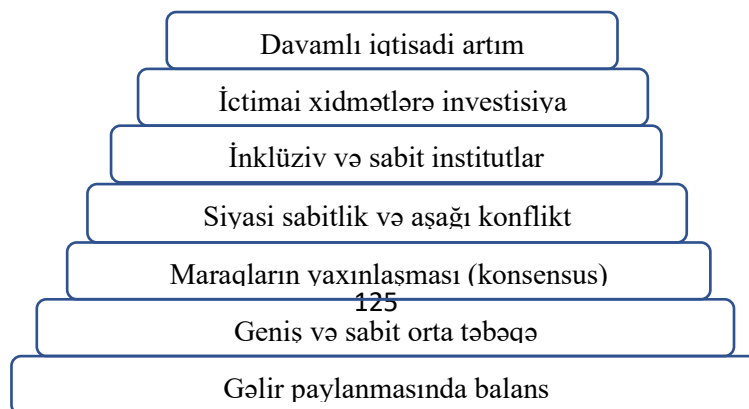 Davamlı iqtisadi artım
İctimai xidmətlərə investisiya
İnklüziv və sabit institutlar
Siyasi sabitlik və aşağı konflikt
Maraqların yaxınlaşması (konsensus)
125
Geniş və sabit orta təbəqə
Gəlir paylanmasında balans